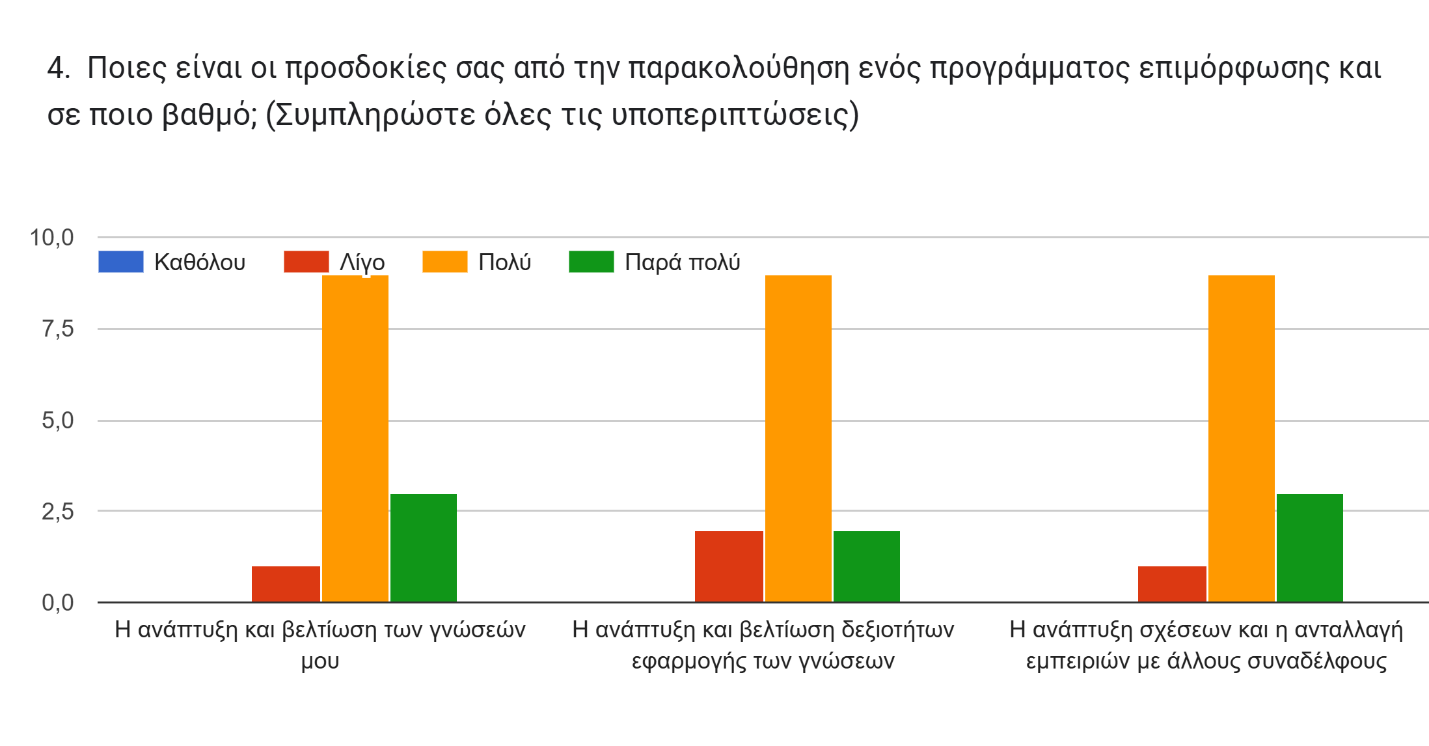 4. Ποιες είναι οι προσδοκίες σας από την παρακολούθηση ενός προγράμματος επιμόρφωσης και
σε ποιο βαθμό; (Συμπληρώστε όλες τις υποπεριπτώσεις)
10,0
Καθόλου Λίγο Πολύ Παρά πολύ
7,5
5,0
2,5
0,0
Η ανάπτυξη και βελτίωση των γνώσεών
μου
Η ανάπτυξη και βελτίωση δεξιοτήτων
εφαρμογής των γνώσεων
Η ανάπτυξη σχέσεων και η ανταλλαγή
εμπειριών με άλλους συναδέλφους